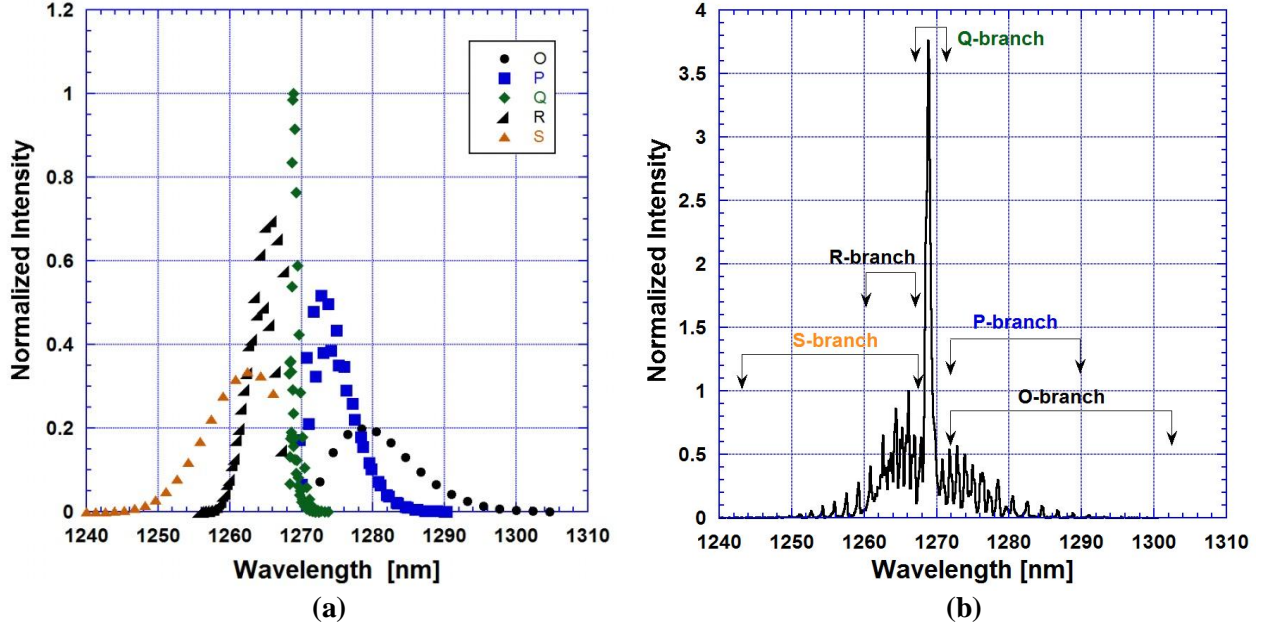 1.2
1
0.8
0.6
0.4
0.2
0
1240 1250 1260 1270 1280 1290 1300 1310
Normalized Intensity
Wavelength [nm]
O
P
Q
R
S
(a)
4
3.5
3
2.5
2
1.5
1
0.5
0
1240 1250 1260 1270 1280 1290 1300 1310
Normalized Intensity
Wavelength [nm]
Q-branch
R-branch
P-branch
S-branch
O-branch
(b)